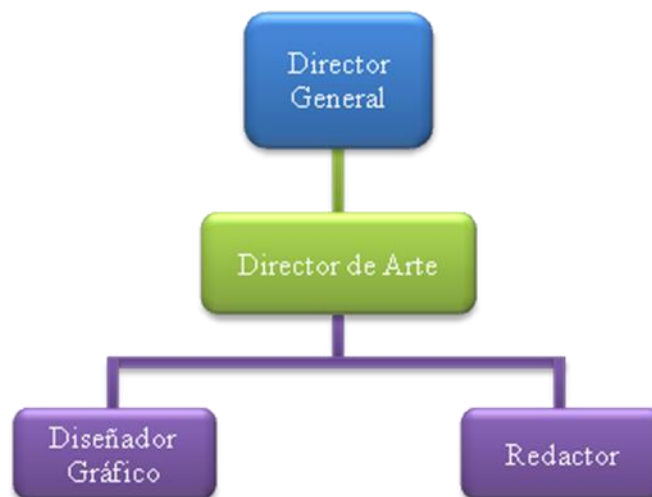 Director
General
Director de Arte
Diseñador
Gráfico
Redactor